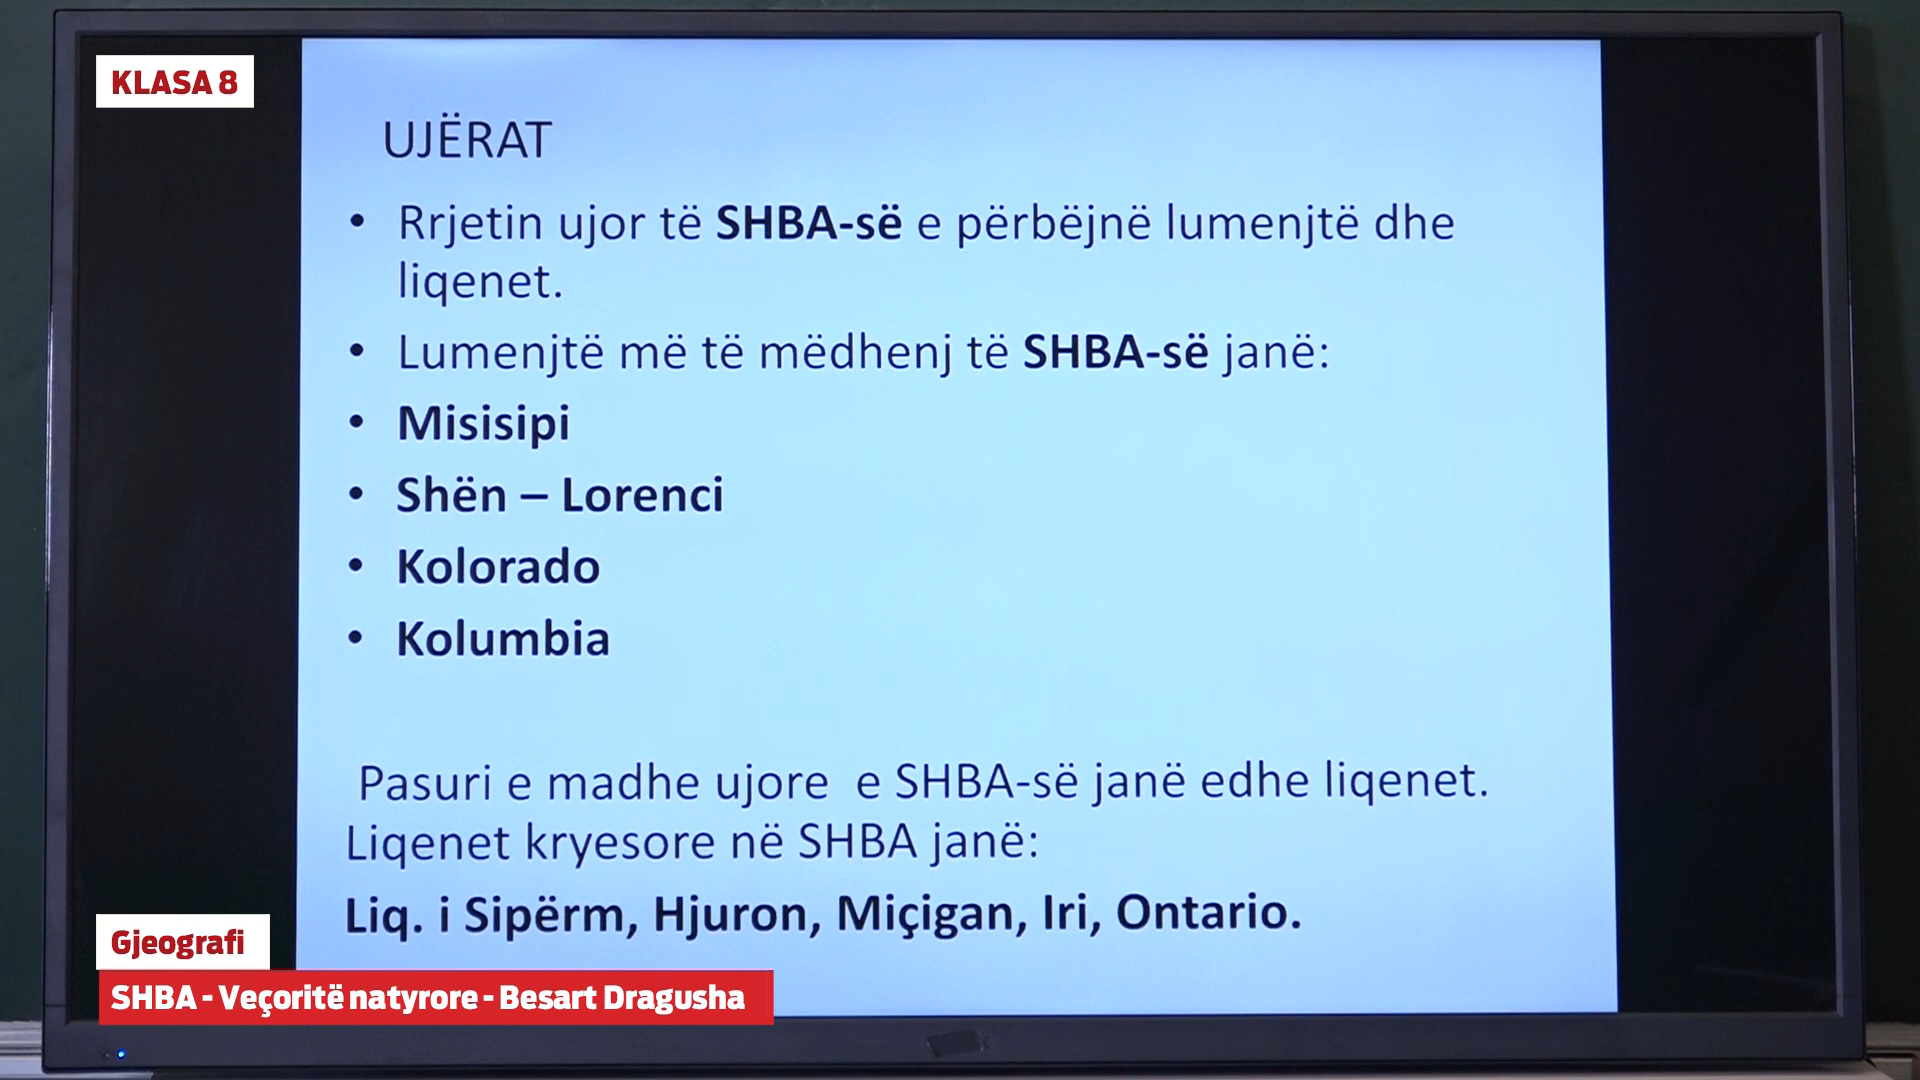 KLASA 8
UJËRAT
• Rrjetin ujor të SHBA-së e përbëjnë lumenjtë dhe
liqenet.
• Lumenjtë më të mëdhenj të SHBA-së janë:
• Misisipi
• Shën – Lorenci
• Kolorado
• Kolumbia
Pasuri e madhe ujore e SHBA-së janë edhe liqenet.
Liqenet kryesore në SHBA janë:
Liq. i Sipërm, Hjuron, Miçigan, Iri, Ontario.
Gjeografi
SHBA - Veçoritë natyrore - Besart Dragusha